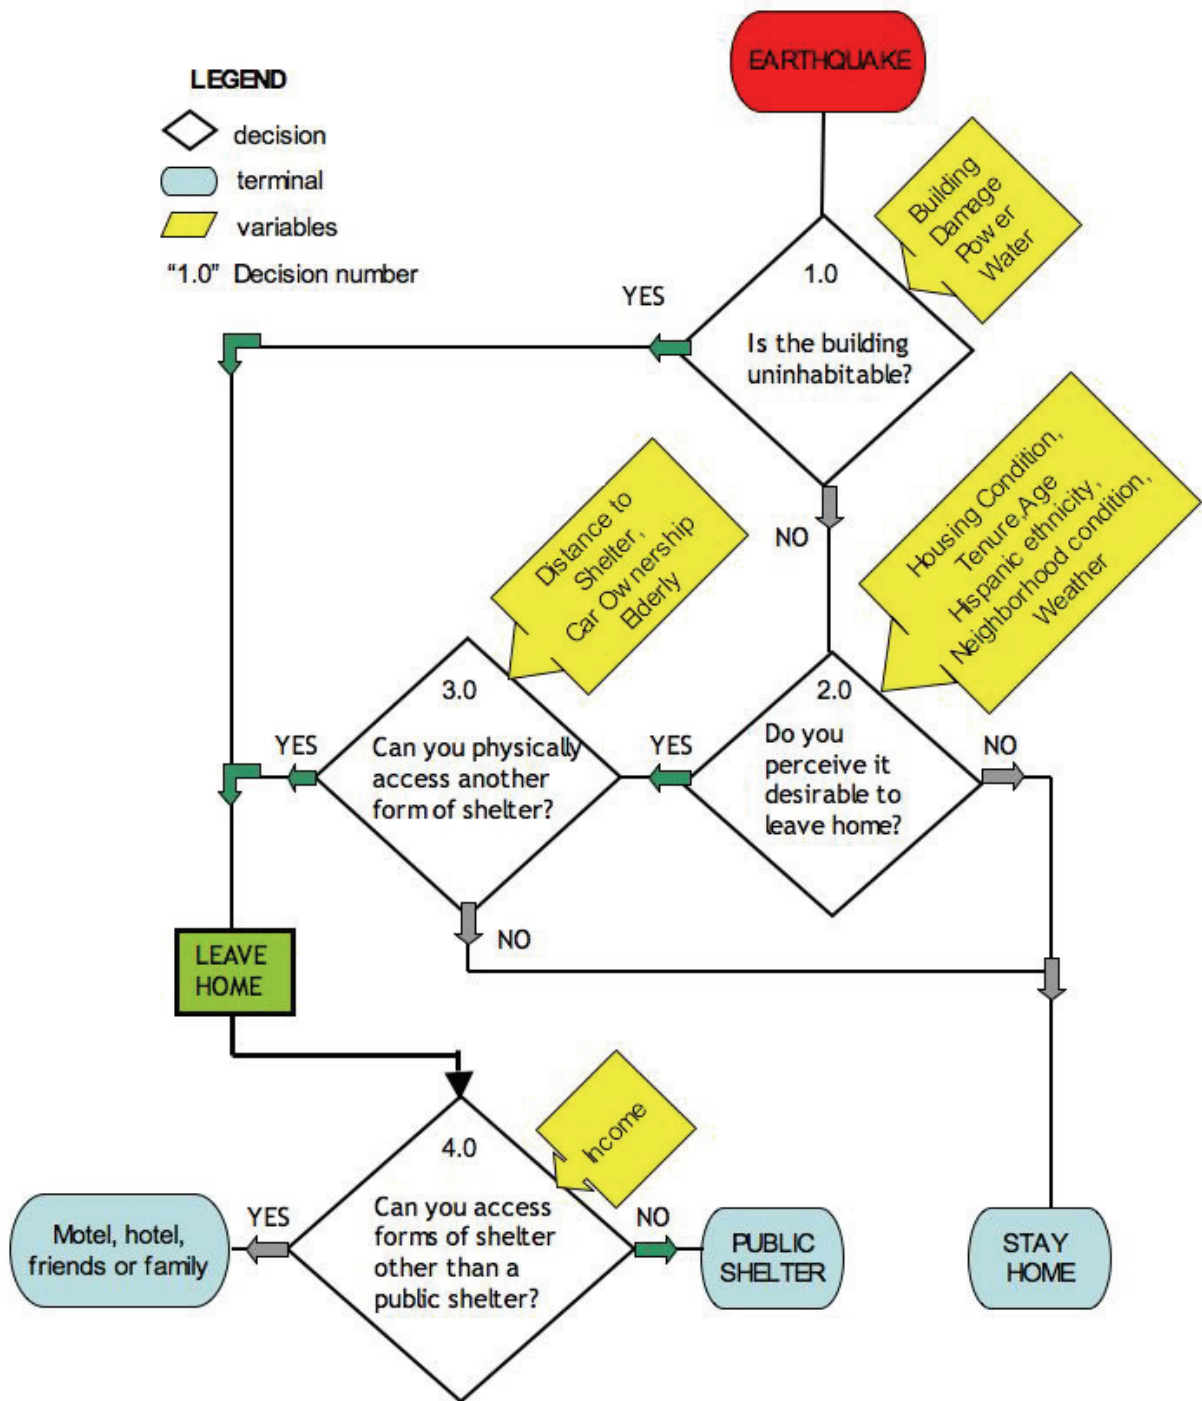 EARTHQUAKE
LEGEND
decision
terminal
variables
“1.0” Decision number
Building
Damage
Power
Water
1.0
Is the building
uninhabitable?
YES
NO
Housing Condition,
Tenure,Age
Hispanic ethnicity,
Neighborhood condition,
Weather
2.0
Do you
perceive it
desirable to
leave home?
YES
NO
Distance to
Shelter,
Car Ownership
Elderly
3.0
Can you physically
access another
form of shelter?
YES
NO
LEAVE
HOME
Income
4.0
Can you access
forms of shelter
other than a
public shelter?
YES
NO
Motel, hotel,
friends or family
PUBLIC
SHELTER
STAY
HOME